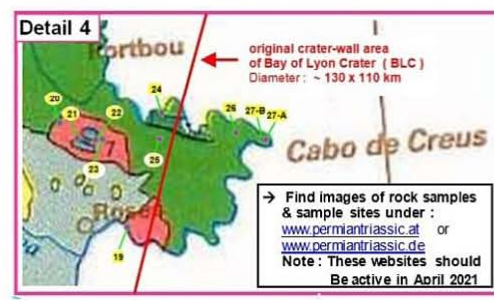 Detail 4
Portbou
original crater-wall area
of Bay of Lyon Crater ( BLC )
Diameter : ~ 130 x 110 km
20
21
22
24
26
27-B
27-A
7
23
25
Cabo de Creus
19
→ Find images of rock samples
& sample sites under :
www.permiantriassic.at or
www.permiantriassic.de
Note : These websites should
Be active in April 2021